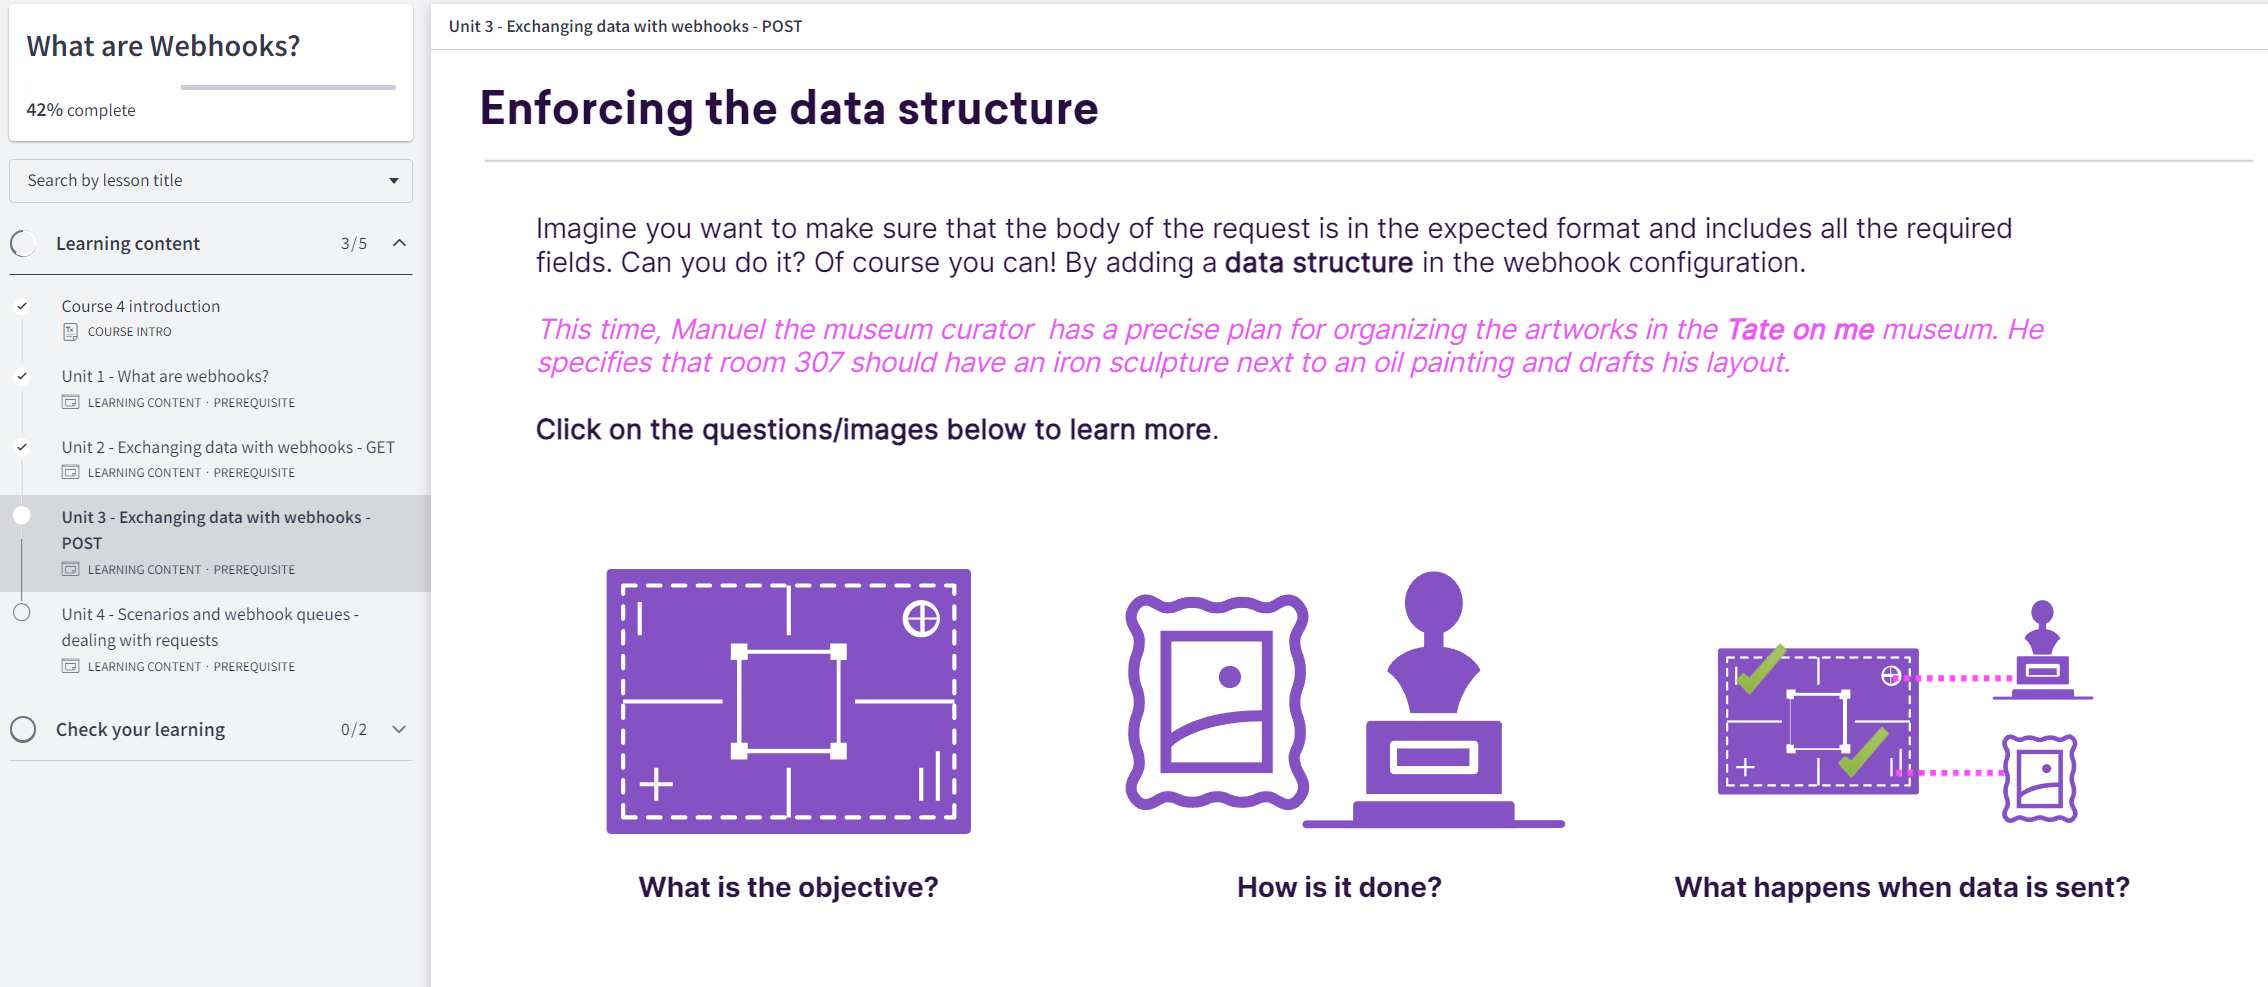 What are Webhooks?
42% complete
Search by lesson title
Learning content 3/5
Course 4 introduction
COURSE INTRO
Unit 1 - What are webhooks?
LEARNING CONTENT · PREREQUISITE
Unit 2 - Exchanging data with webhooks - GET
LEARNING CONTENT · PREREQUISITE
Unit 3 - Exchanging data with webhooks -
POST
LEARNING CONTENT · PREREQUISITE
Unit 4 - Scenarios and webhook queues -
dealing with requests
LEARNING CONTENT · PREREQUISITE
Check your learning 0/2
Unit 3 - Exchanging data with webhooks - POST
Enforcing the data structure
Imagine you want to make sure that the body of the request is in the expected format and includes all the required
fields. Can you do it? Of course you can! By adding a data structure in the webhook configuration.
This time, Manuel the museum curator has a precise plan for organizing the artworks in the Tate on me museum. He
specifies that room 307 should have an iron sculpture next to an oil painting and drafts his layout.
Click on the questions/images below to learn more.
What is the objective?
How is it done?
What happens when data is sent?